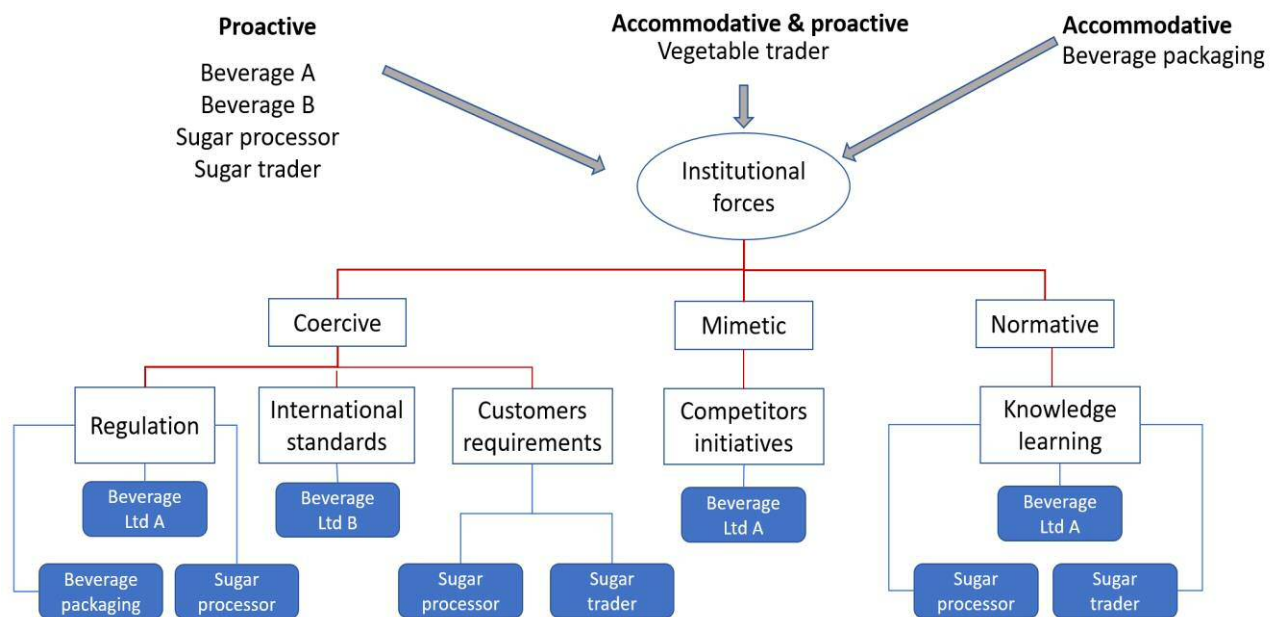 Proactive
Beverage A
Beverage B
Sugar processor
Sugar trader
Accommodative & proactive
Vegetable trader
Accommodative
Beverage packaging
Institutional
forces
Coercive
Mimetic
Normative
Regulation
International
standards
Customers
requirements
Competitors
initiatives
Knowledge
learning
Beverage
Ltd A
Beverage
Ltd B
Beverage
Ltd A
Beverage
Ltd A
Beverage
packaging
Sugar
processor
Sugar
processor
Sugar
trader
Sugar
processor
Sugar
trader